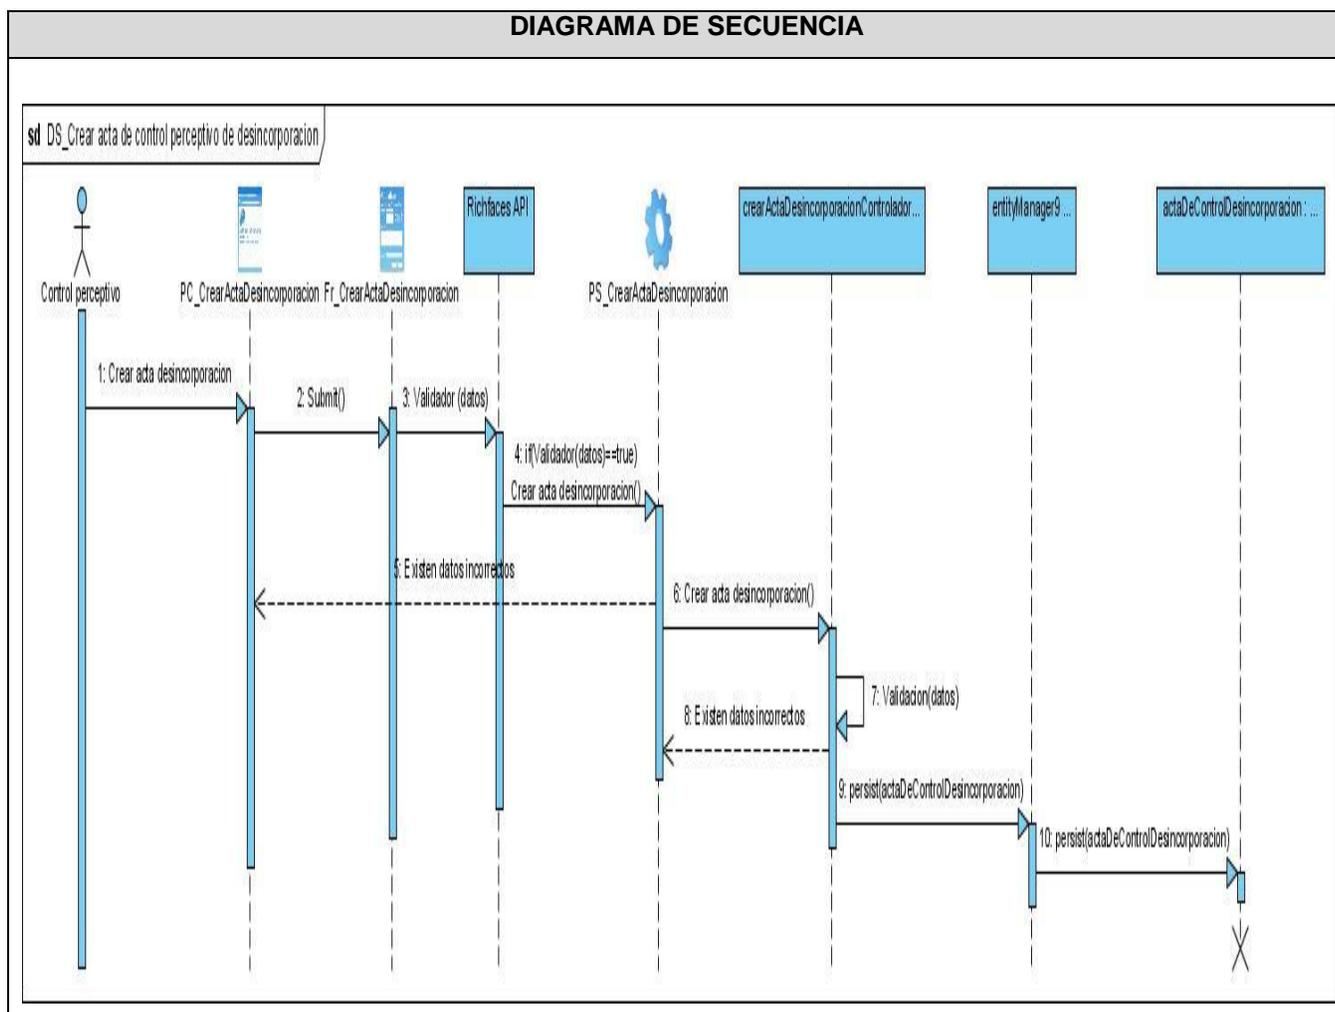 DIAGRAMA DE SECUENCIA
sd DS_Crear acta de control perceptivo de desincorporacion
Richfaces API
crearActaDesincorporacionControlador...
entityManager9 ...
actaDeControlDesincorporacion : ...
Control perceptivo
PC_CrearActaDesincorporacion
Fr_CrearActaDesincorporacion
PS_CrearActaDesincorporacion
1: Crear acta desincorporacion
2: Submit()
3: Validador (datos)
4: if(Validador(datos)==true)
Crear acta desincorporacion()
5: Existen datos incorrectos
6: Crear acta desincorporacion()
7: Validacion(datos)
8: Existen datos incorrectos
9: persist(actaDeControlDesincorporacion)
10: persist(actaDeControlDesincorporacion)